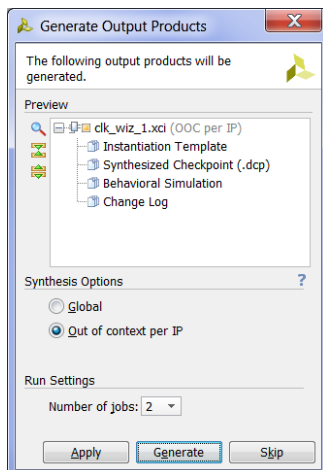 Generate Output Products
The following output products will be
generated.
Preview
clk_wiz_1.xci (OOC per IP)
Instantiation Template
Synthesized Checkpoint (.dcp)
Behavioral Simulation
Change Log
Synthesis Options
?
Global
Out of context per IP
Run Settings
Number of jobs: 2
Apply Generate Skip